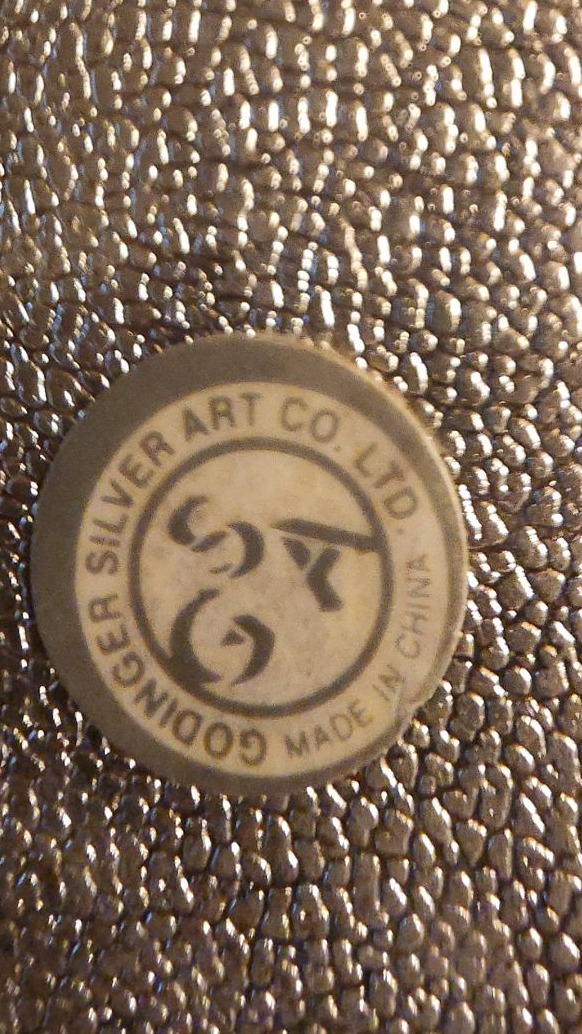 GODINGER SILVER ART CO. LTD.
MADE IN CHINA
G S A